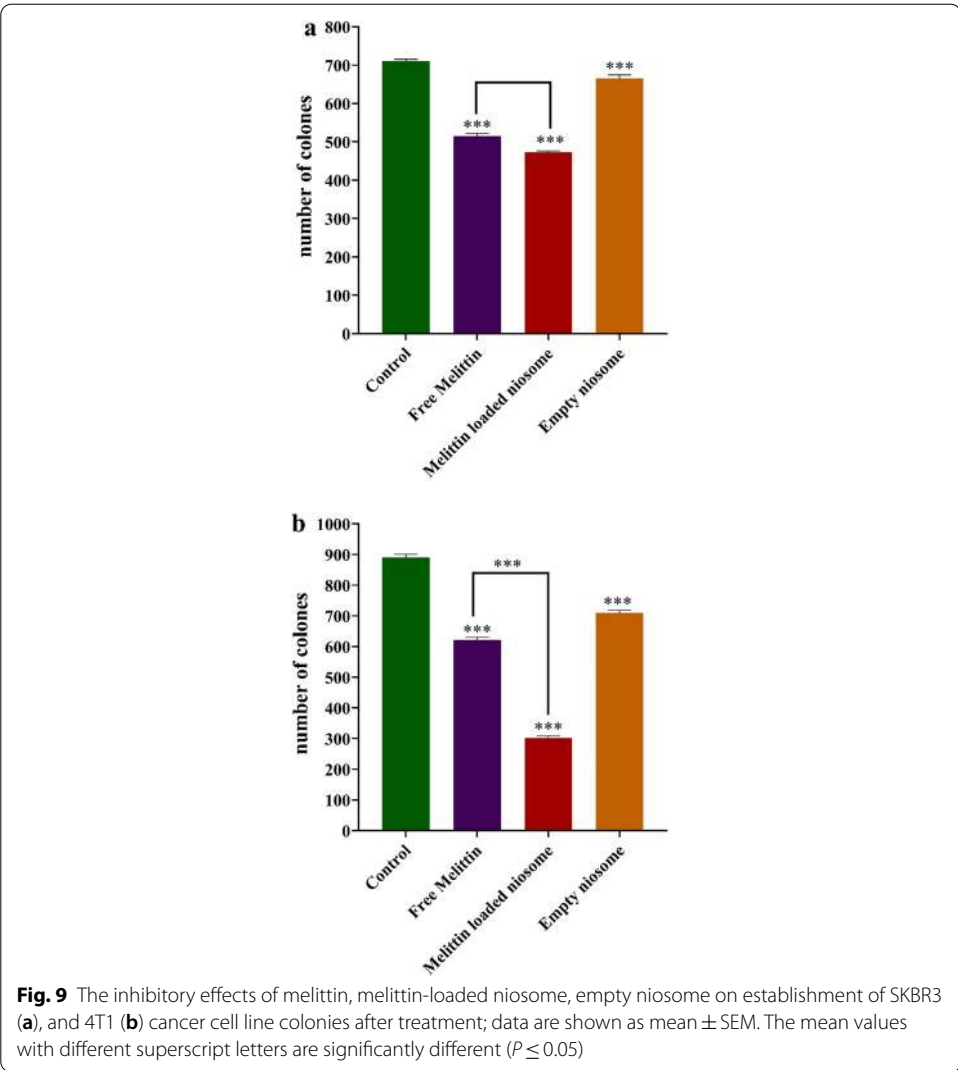 a
800
700
600
500
400
300
200
100
0
number of colones
***
***
***
Control
Free Melittin
Melittin loaded niosome
Empty niosome
b
1000
900
800
700
600
500
400
300
200
100
0
number of colones
***
***
***
***
Control
Free Melittin
Melittin loaded niosome
Empty niosome
Fig. 9 The inhibitory effects of melittin, melittin-loaded niosome, empty niosome on establishment of SKBR3
(a), and 4T1 (b) cancer cell line colonies after treatment; data are shown as mean ± SEM. The mean values
with different superscript letters are significantly different (P ≤ 0.05)